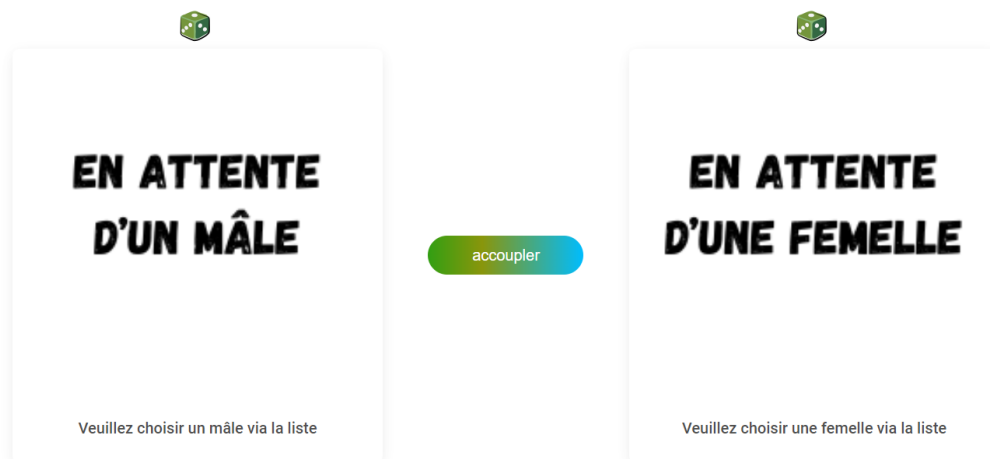 EN ATTENTE
D'UN MÂLE
Veuillez choisir un mâle via la liste
accoupler
EN ATTENTE
D'UNE FEMELLE
Veuillez choisir une femelle via la liste